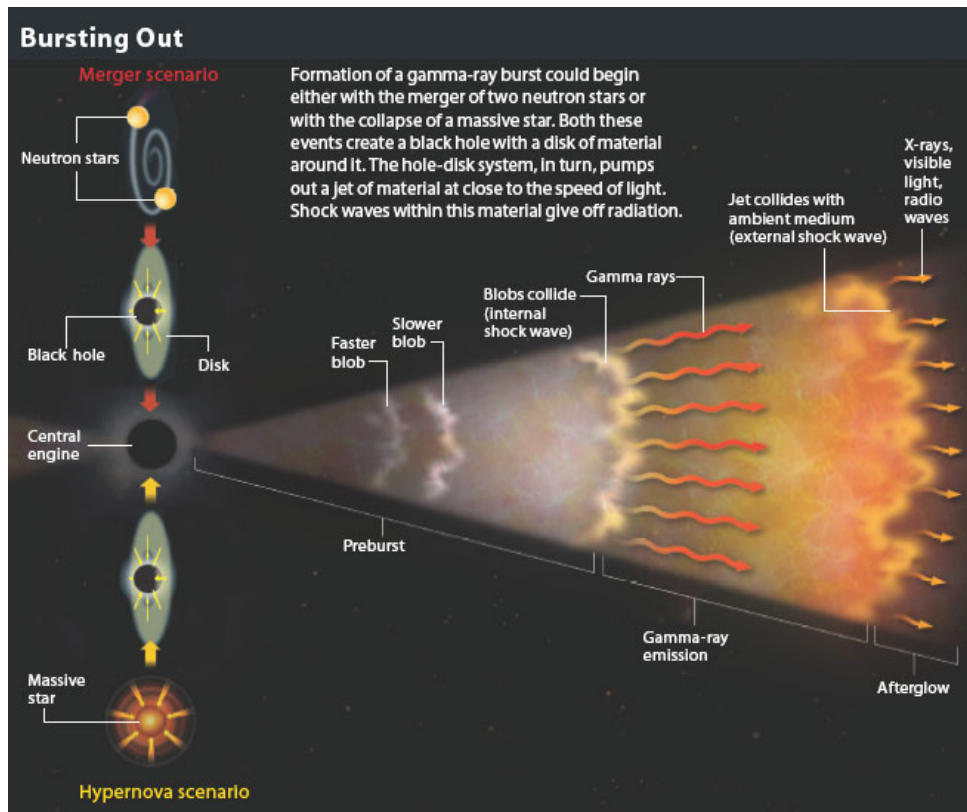 Bursting Out
Merger scenario
Formation of a gamma-ray burst could begin
either with the merger of two neutron stars or
with the collapse of a massive star. Both these
events create a black hole with a disk of material
around it. The hole-disk system, in turn, pumps
out a jet of material at close to the speed of light.
Shock waves within this material give off radiation.
Neutron stars
X-rays,
visible
light,
radio
waves
Jet collides with
ambient medium
(external shock wave)
Gamma rays
Blobs collide
(internal
shock wave)
Slower
blob
Faster
blob
Black hole
Disk
Central
engine
Preburst
Gamma-ray
emission
Afterglow
Massive
star
Hypernova scenario